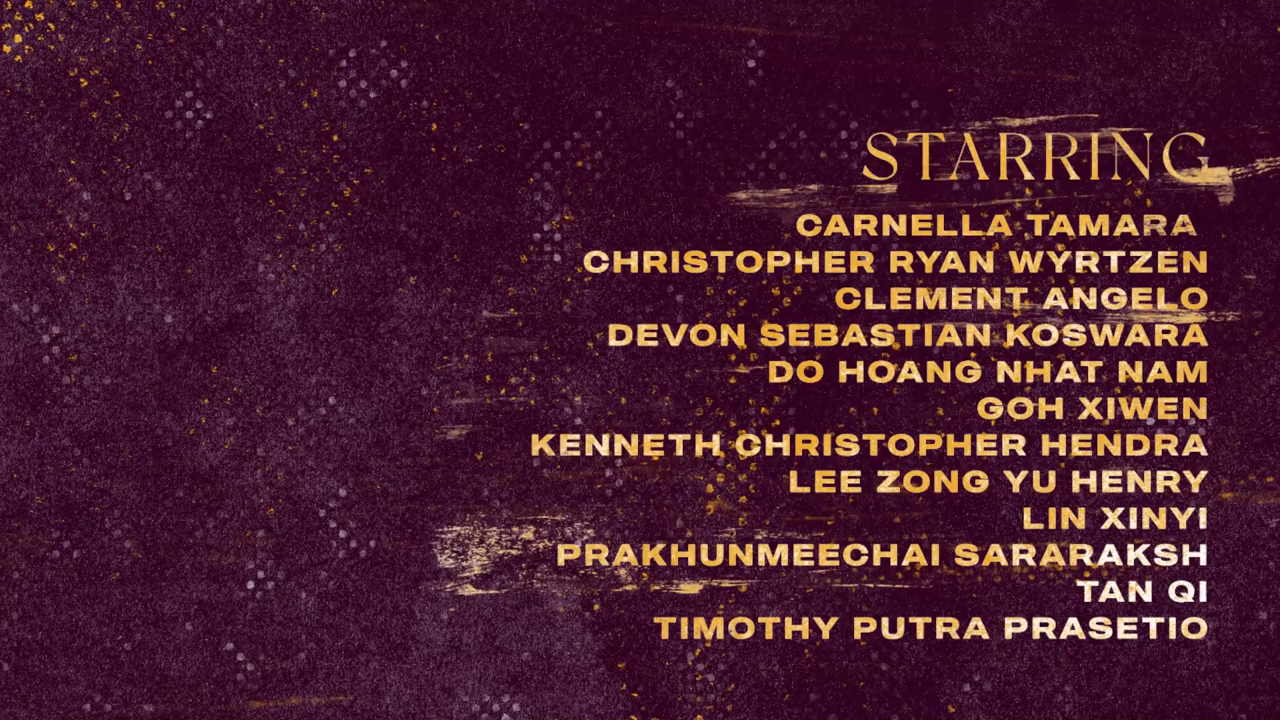 STARRING
CARNELLA TAMARA
CHRISTOPHER RYAN WYRTZEN
CLEMENT ANGELO
DEVON SEBASTIAN KOSWARA
DO HOANG NHAT NAM
GOH XIWEN
KENNETH CHRISTOPHER HENDRA
LEE ZONG YU HENRY
LIN XINYI
PRAKHUNMEECHAI SARARAKSH
TAN QI
TIMOTHY PUTRA PRASETIO